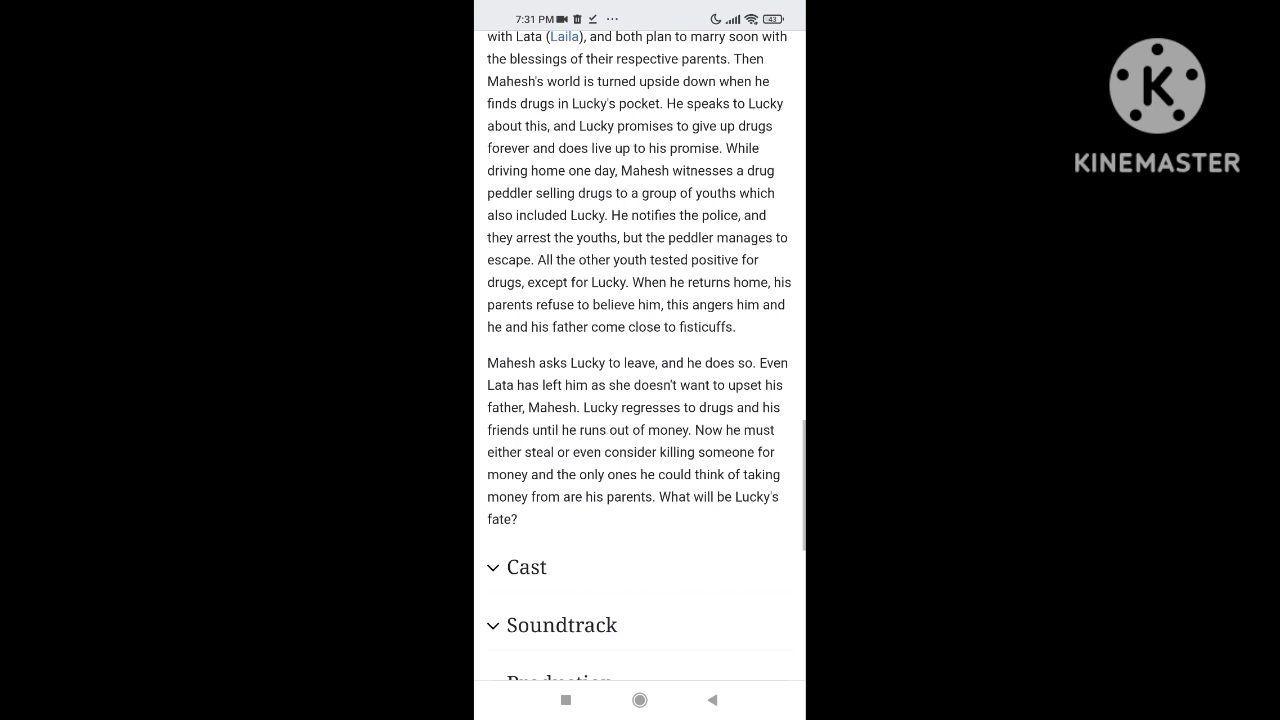 7:31 PM
43
K
KINEMASTER
with Lata (Laila), and both plan to marry soon with
the blessings of their respective parents. Then
Mahesh's world is turned upside down when he
finds drugs in Lucky's pocket. He speaks to Lucky
about this, and Lucky promises to give up drugs
forever and does live up to his promise. While
driving home one day, Mahesh witnesses a drug
peddler selling drugs to a group of youths which
also included Lucky. He notifies the police, and
they arrest the youths, but the peddler manages to
escape. All the other youth tested positive for
drugs, except for Lucky. When he returns home, his
parents refuse to believe him, this angers him and
he and his father come close to fisticuffs.
Mahesh asks Lucky to leave, and he does so. Even
Lata has left him as she doesn't want to upset his
father, Mahesh. Lucky regresses to drugs and his
friends until he runs out of money. Now he must
either steal or even consider killing someone for
money and the only ones he could think of taking
money from are his parents. What will be Lucky's
fate?
Cast
Soundtrack
Production